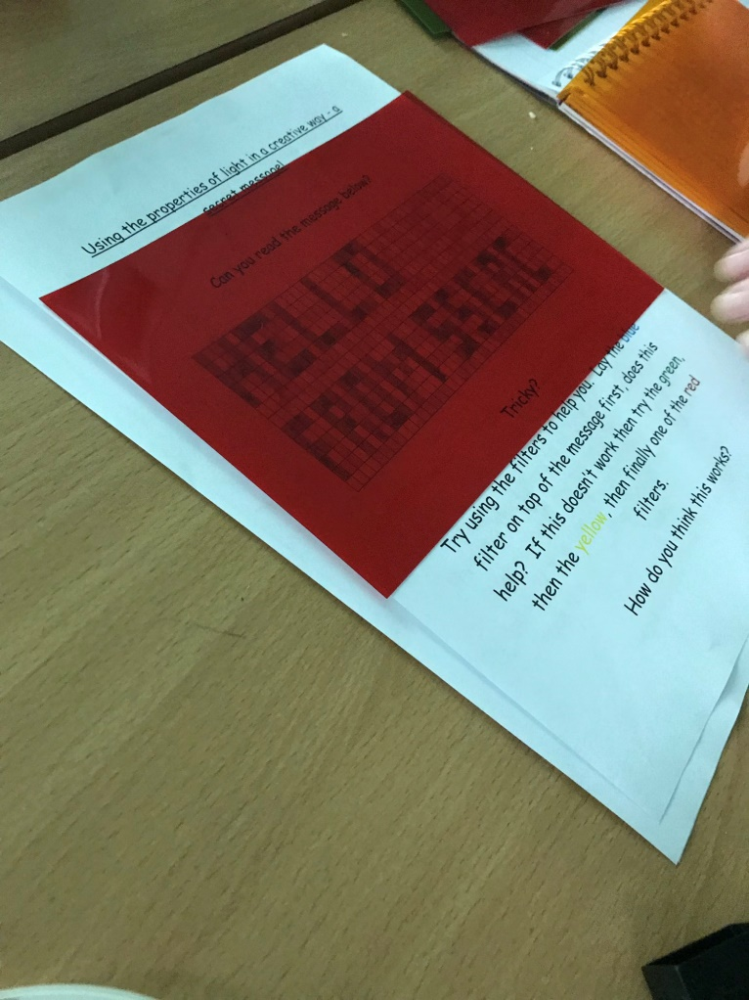 Using the properties of light in a creative way - a
secret message!
Can you read the message below?
HELLO
FROM SSERC
Tricky?
Try using the filters to help you. Lay the blue
filter on top of the message first, does this
help? If this doesn't work then try the green,
then the yellow, then finally one of the red
filters.
How do you think this works?